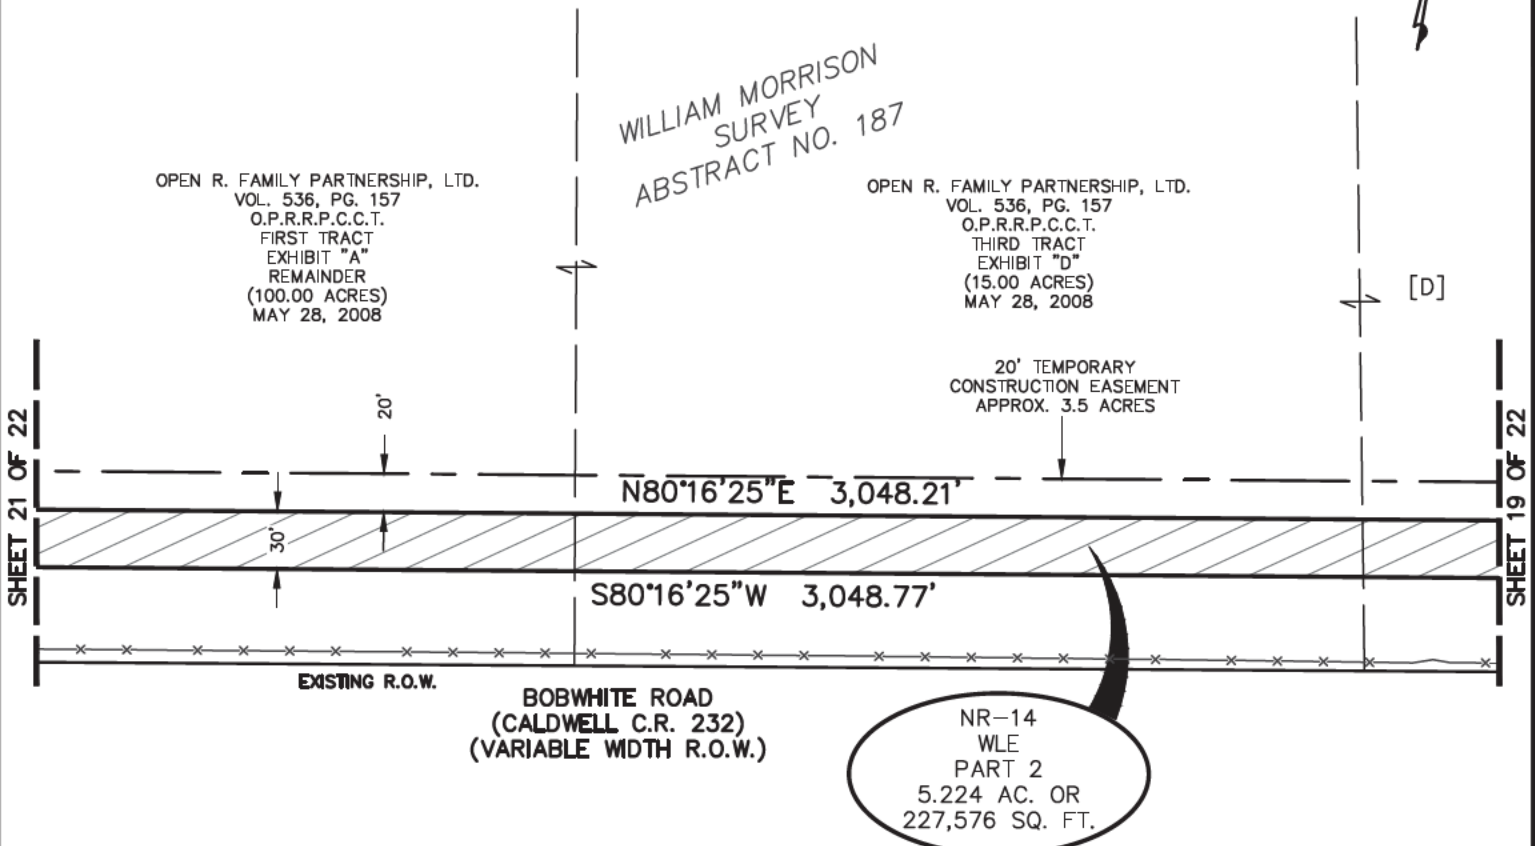 WILLIAM MORRISON
SURVEY
ABSTRACT NO. 187
OPEN R. FAMILY PARTNERSHIP, LTD.
VOL. 536, PG. 157
O.P.R.R.P.C.C.T.
FIRST TRACT
EXHIBIT "A"
REMAINDER
(100.00 ACRES)
MAY 28, 2008
OPEN R. FAMILY PARTNERSHIP, LTD.
VOL. 536, PG. 157
O.P.R.R.P.C.C.T.
THIRD TRACT
EXHIBIT "D"
(15.00 ACRES)
MAY 28, 2008
[D]
20' TEMPORARY
CONSTRUCTION EASEMENT
APPROX. 3.5 ACRES
20'
SHEET 21 OF 22
SHEET 19 OF 22
N80°16'25"E 3,048.21'
30'
S80°16'25"W 3,048.77'
EXISTING R.O.W.
BOBWHITE ROAD
(CALDWELL C.R. 232)
(VARIABLE WIDTH R.O.W.)
NR-14
WLE
PART 2
5.224 AC. OR
227,576 SQ. FT.